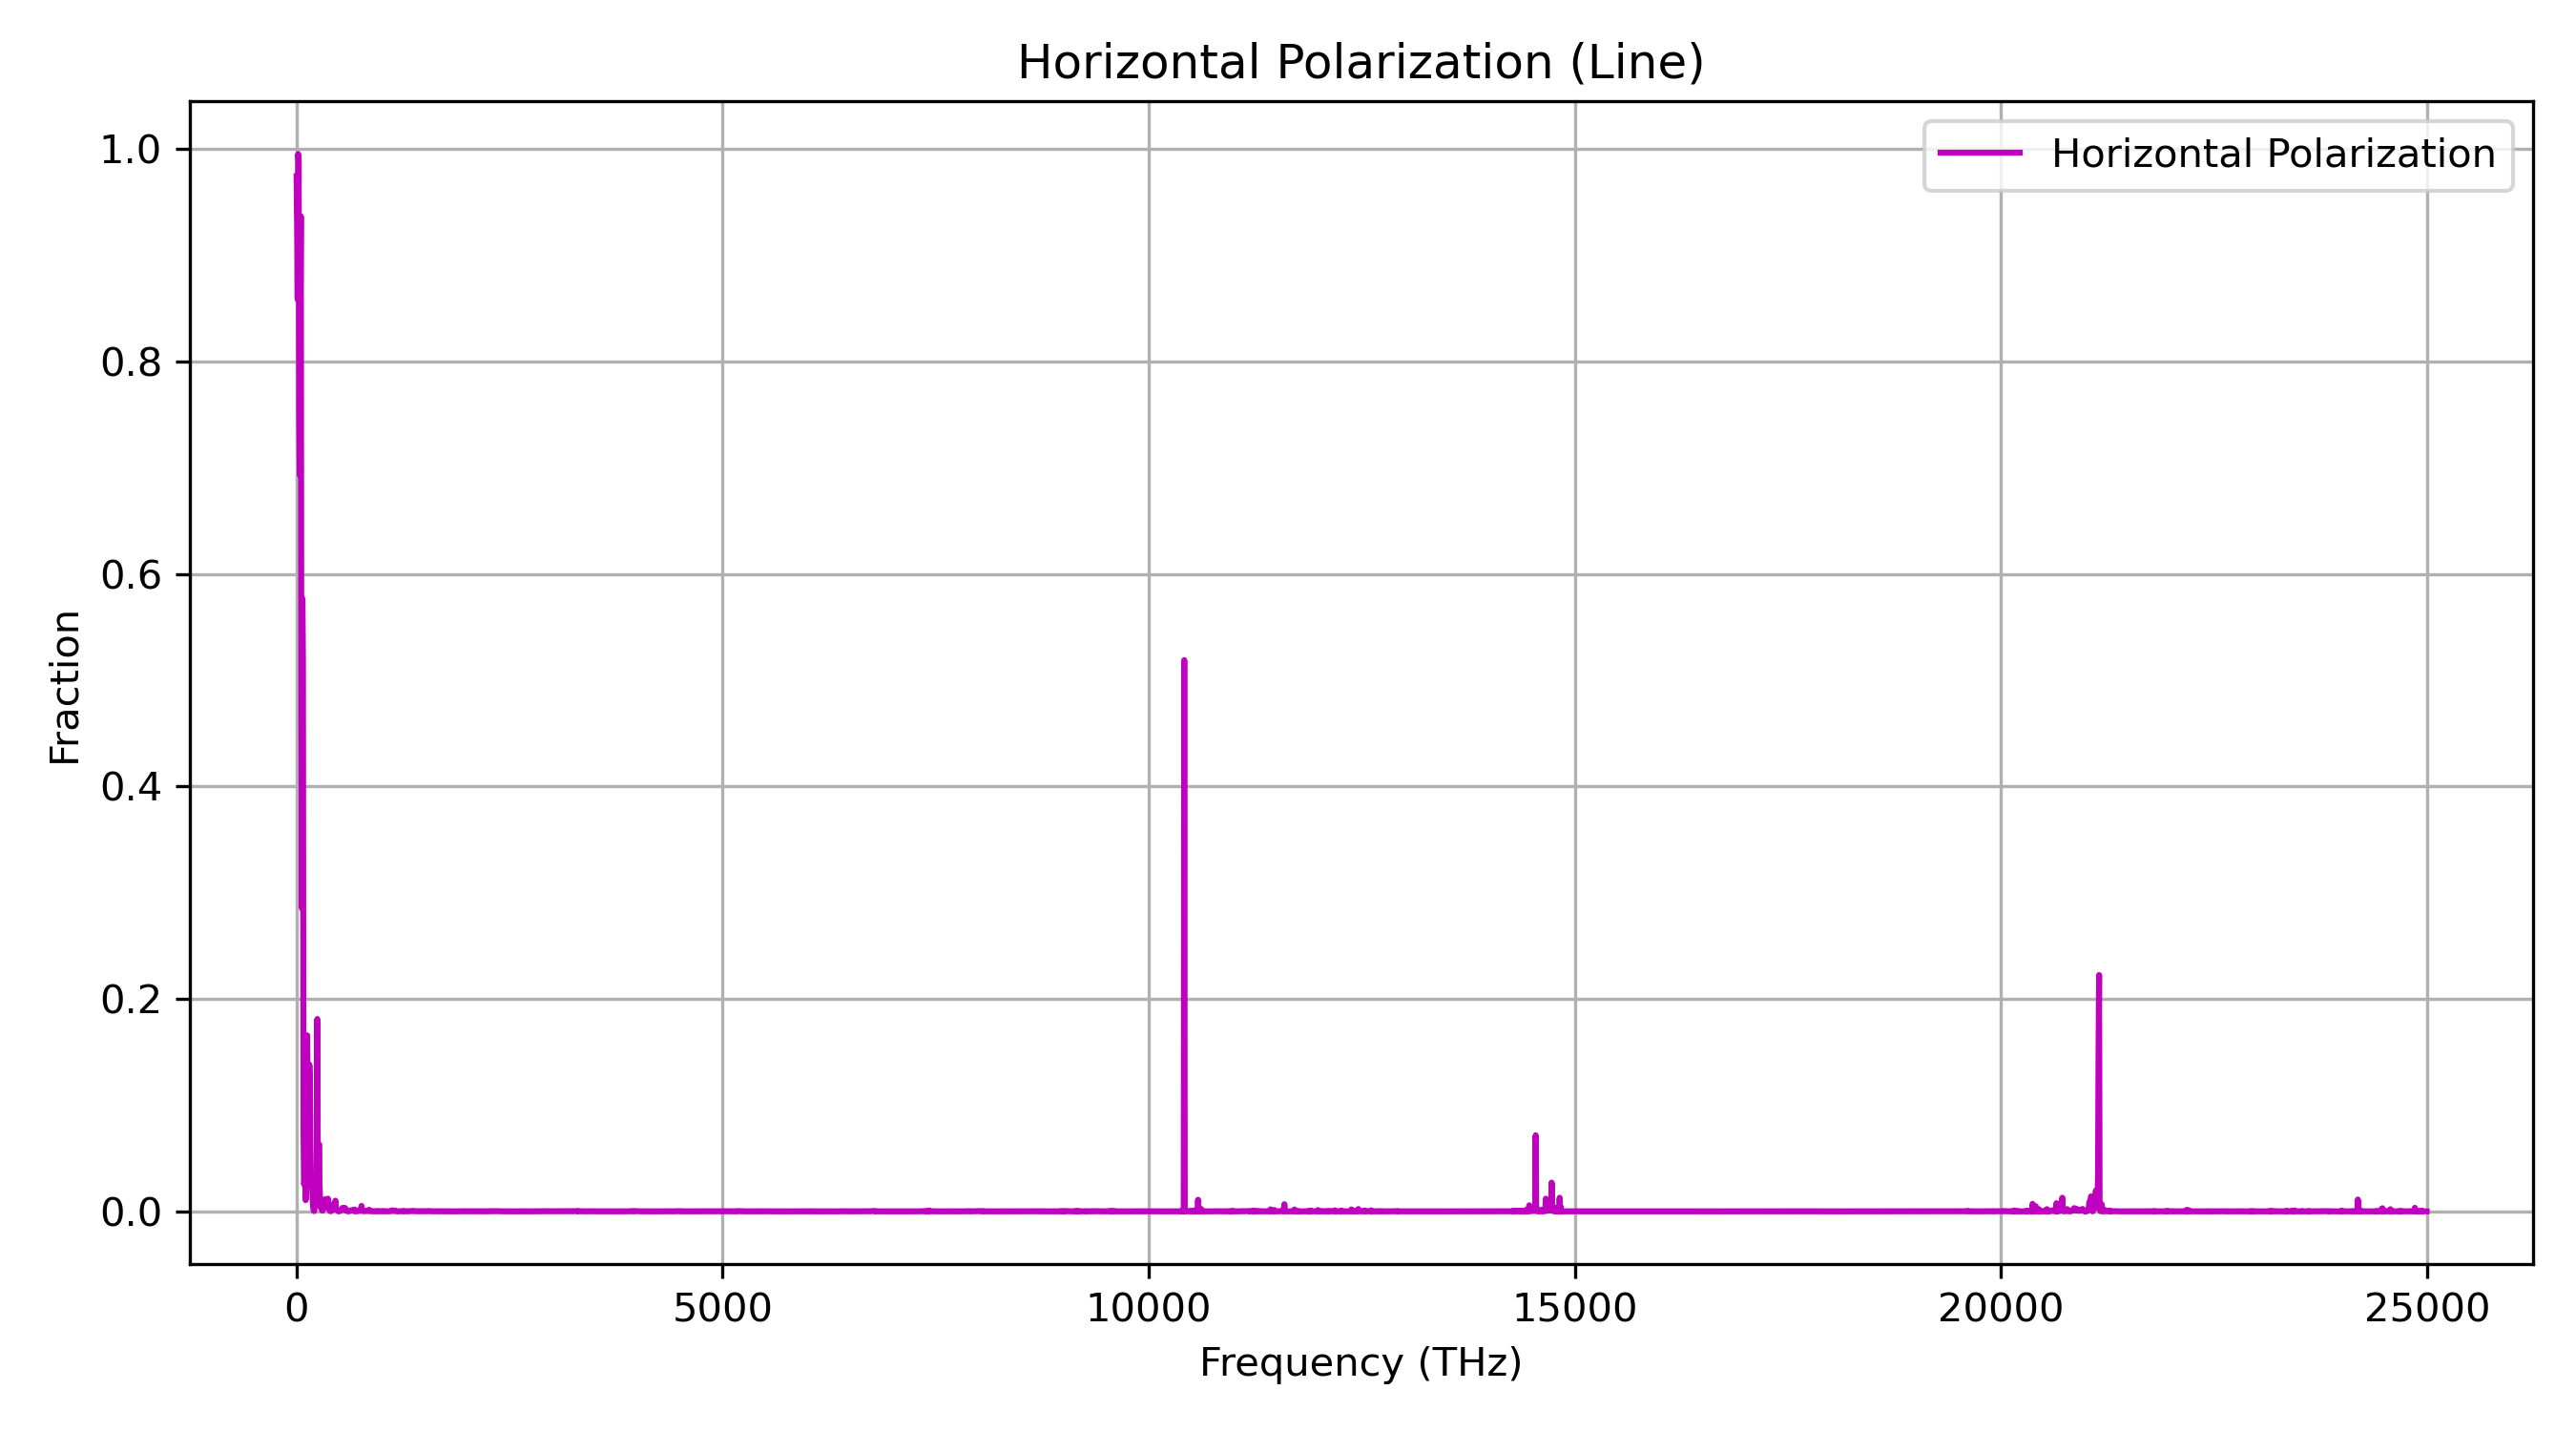 Horizontal Polarization (Line)
Horizontal Polarization
1.0
0.8
0.6
0.4
0.2
0.0
Fraction
0 5000 10000 15000 20000 25000
Frequency (THz)